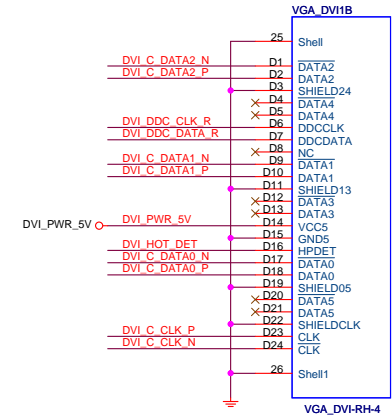 VGA_DVI1B
25 Shell
DVI_C_DATA2_N D1 DATA2
DVI_C_DATA2_P D2 DATA2
D3 SHIELD24
D4 DATA4
D5 DATA4
DVI_DDC_CLK_R D6 DDCCLK
DVI_DDC_DATA_R D7 DDCDATA
D8 NC
DVI_C_DATA1_N D9 DATA1
DVI_C_DATA1_P D10 DATA1
D11 SHIELD13
D12 DATA3
D13 DATA3
DVI_PWR_5V DVI_PWR_5V D14 VCC5
D15 GND5
DVI_HOT_DET D16 HPDET
DVI_C_DATA0_N D17 DATA0
DVI_C_DATA0_P D18 DATA0
D19 SHIELD05
D20 DATA5
D21 DATA5
D22 SHIELDCLK
DVI_C_CLK_P D23 CLK
DVI_C_CLK_N D24 CLK
26 Shell1
VGA_DVI-RH-4